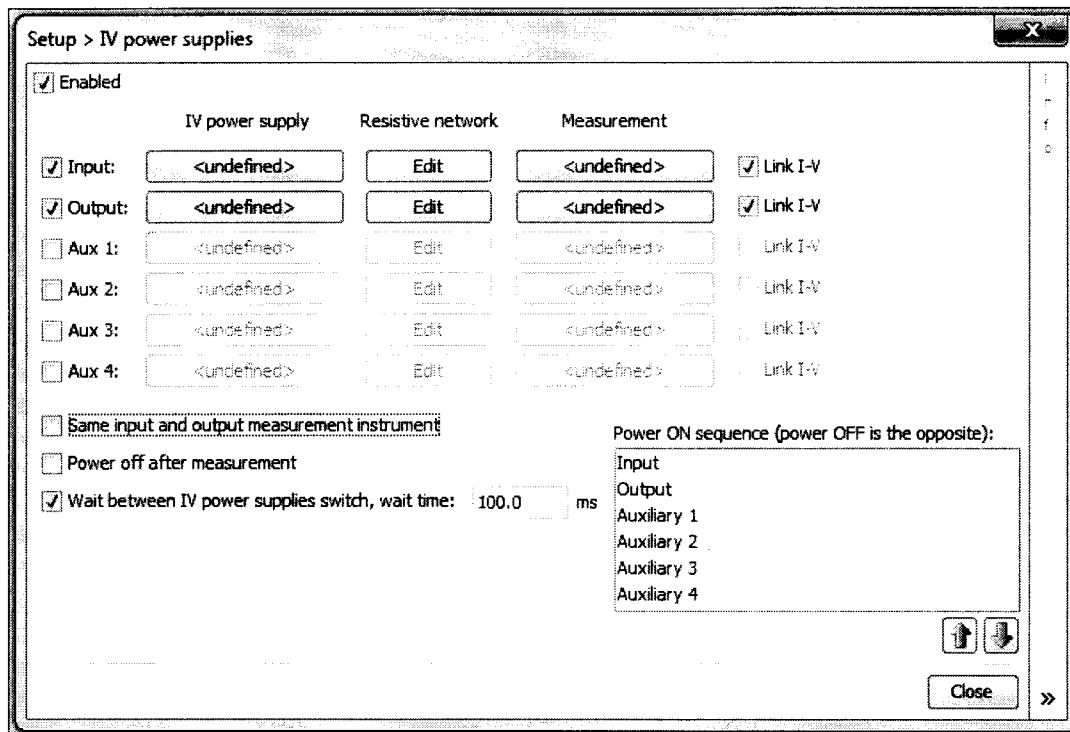 Setup > IV power supplies
Enabled
IV power supply Resistive network Measurement
Input: <undefined> Edit <undefined> Link I-V
Output: <undefined> Edit <undefined> Link I-V
Aux 1: <undefined> Edit <undefined> Link I-V
Aux 2: <undefined> Edit <undefined> Link I-V
Aux 3: <undefined> Edit <undefined> Link I-V
Aux 4: <undefined> Edit <undefined> Link I-V
Same input and output measurement instrument
Power off after measurement
Wait between IV power supplies switch, wait time: 100.0 ms
Power ON sequence (power OFF is the opposite):
Input
Output
Auxiliary 1
Auxiliary 2
Auxiliary 3
Auxiliary 4
Close
»
Info